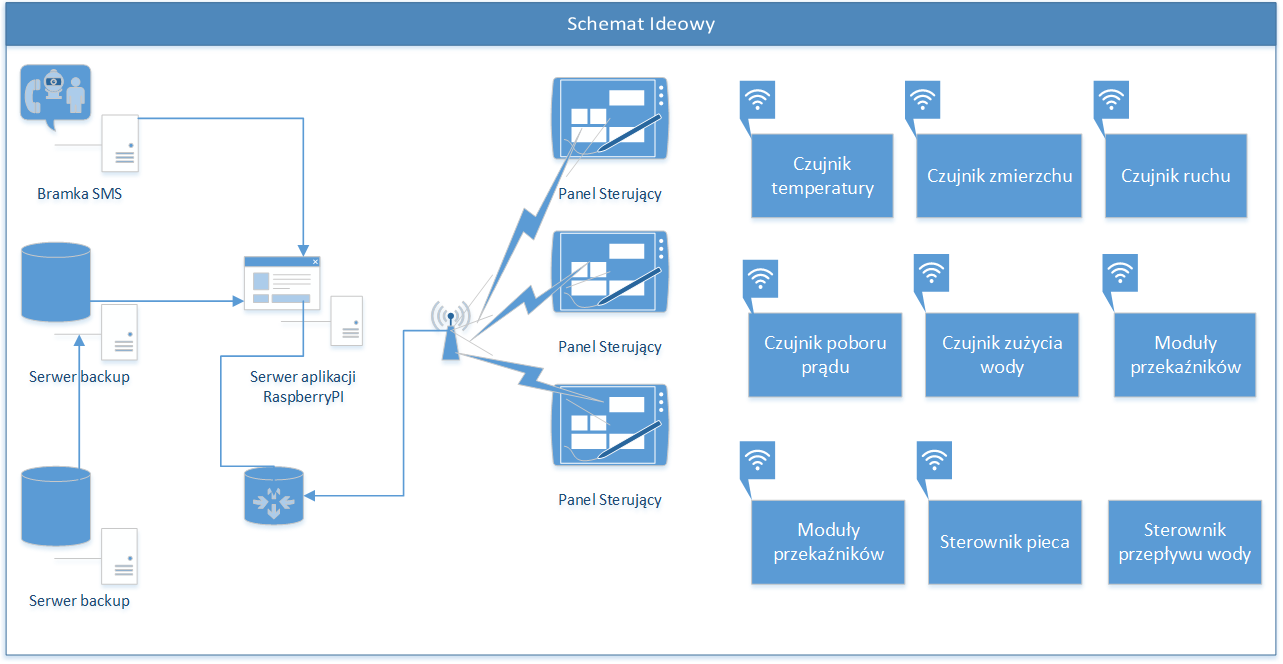 Schemat Ideowy
Bramka SMS
Serwer backup
Serwer backup
Serwer aplikacji
RaspberryPI
Panel Sterujący
Panel Sterujący
Panel Sterujący
Czujnik
temperatury
Czujnik zmierzchu
Czujnik ruchu
Czujnik poboru
prądu
Czujnik zużycia
wody
Moduły
przekaźników
Moduły
przekaźników
Sterownik pieca
Sterownik
przepływu wody